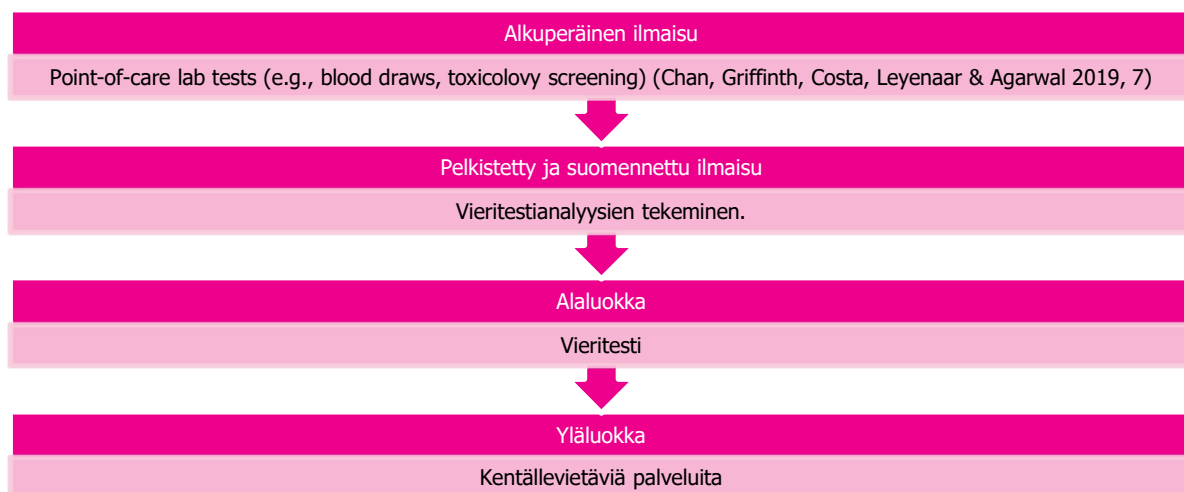 Alkuperäinen ilmaisu
Point-of-care lab tests (e.g., blood draws, toxicolovy screening) (Chan, Griffinth, Costa, Leyenaar & Agarwal 2019, 7)
Pelkistetty ja suomennettu ilmaisu
Vieritestianalyysien tekeminen.
Alaluokka
Vieritesti
Yläluokka
Kentällevietäviä palveluita